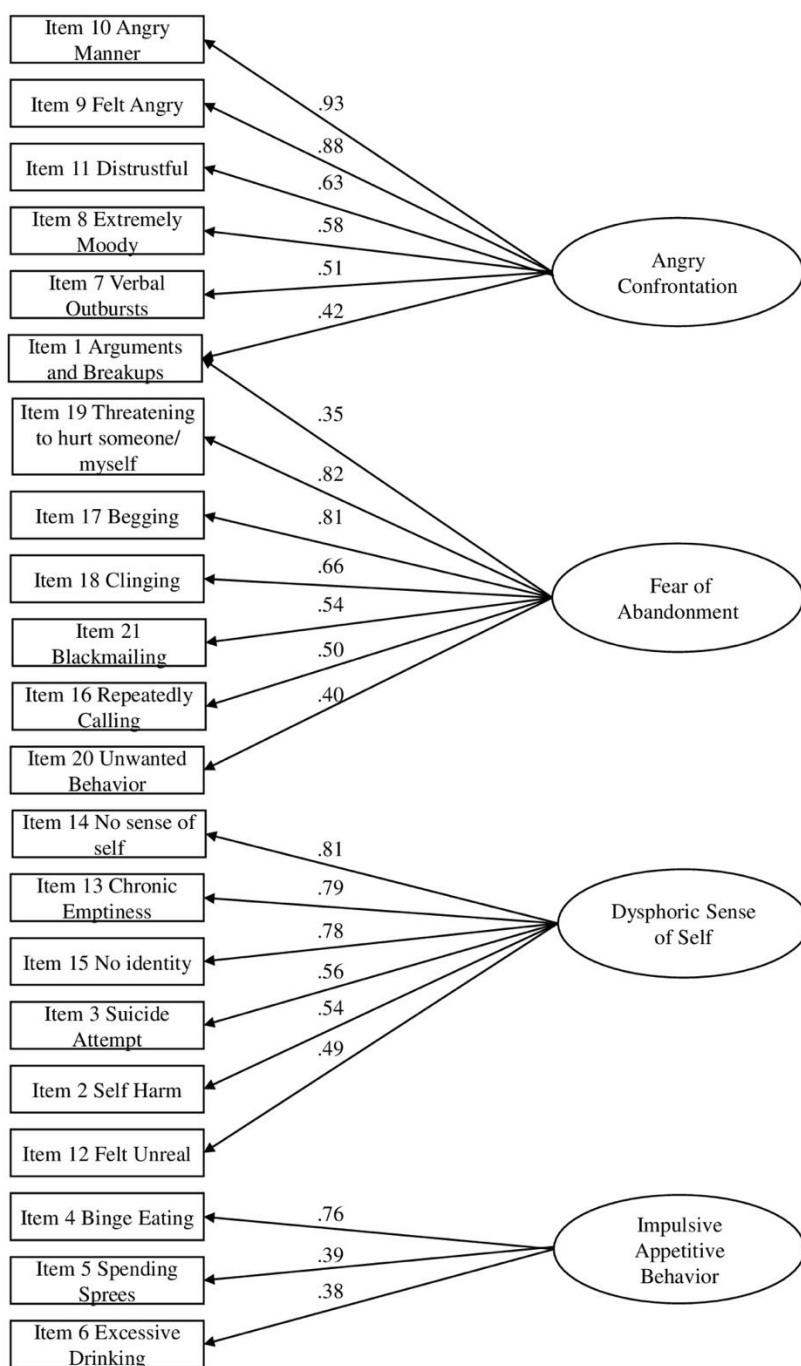 Item 10 Angry
Manner
.93
Item 9 Felt Angry
.88
Item 11 Distrustful
.63
Item 8 Extremely
Moody
.58
Angry
Confrontation
Item 7 Verbal
Outbursts
.51
.42
Item 1 Arguments
and Breakups
.35
Item 19 Threatening
to hurt someone/
myself
.82
Item 17 Begging
.81
Item 18 Clinging
.66
Fear of
Abandonment
Item 21
Blackmailing
.54
Item 16 Repeatedly
Calling
.50
.40
Item 20 Unwanted
Behavior
Item 14 No sense of
self
.81
Item 13 Chronic
Emptiness
.79
Dysphoric Sense
of Self
Item 15 No identity
.78
Item 3 Suicide
Attempt
.56
.54
Item 2 Self Harm
.49
Item 12 Felt Unreal
Item 4 Binge Eating
.76
Impulsive
Appetitive
Behavior
Item 5 Spending
Sprees
.39
.38
Item 6 Excessive
Drinking